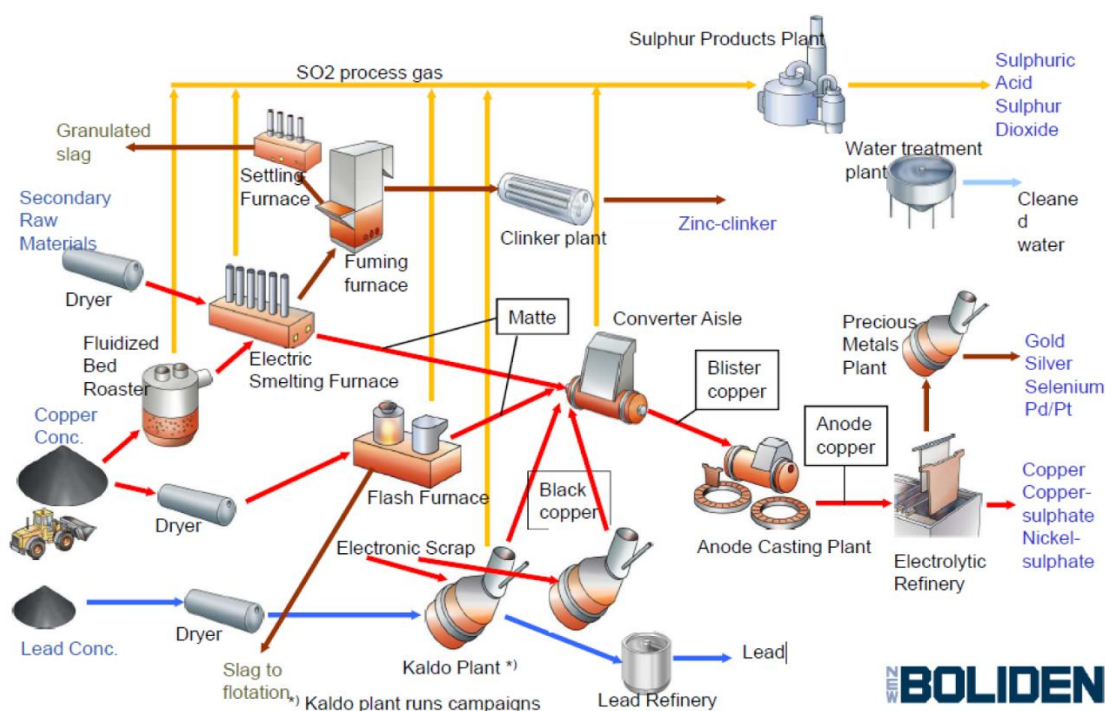 Sulphur Products Plant
SO2 process gas
Sulphuric
Acid
Sulphur
Dioxide
Granulated
slag
Settling
Furnace
Water treatment
plant
Cleane
d
water
Secondary
Raw
Materials
Clinker plant
Zinc-clinker
Fuming
furnace
Dryer
Matte
Converter Aisle
Precious
Metals
Plant
Gold
Silver
Selenium
Pd/Pt
Fluidized
Bed
Roaster
Electric
Smelting Furnace
Blister
copper
Copper
Conc.
Anode
copper
Flash Furnace
Black
copper
Dryer
Copper
Copper-
sulphate
Nickel-
sulphate
Electronic Scrap
Anode Casting Plant
Electrolytic
Refinery
Dryer
Lead Conc.
Kaldo Plant *)
Lead
Slag to
flotation
*) Kaldo plant runs campaigns
Lead Refinery
NEW
BOLIDEN